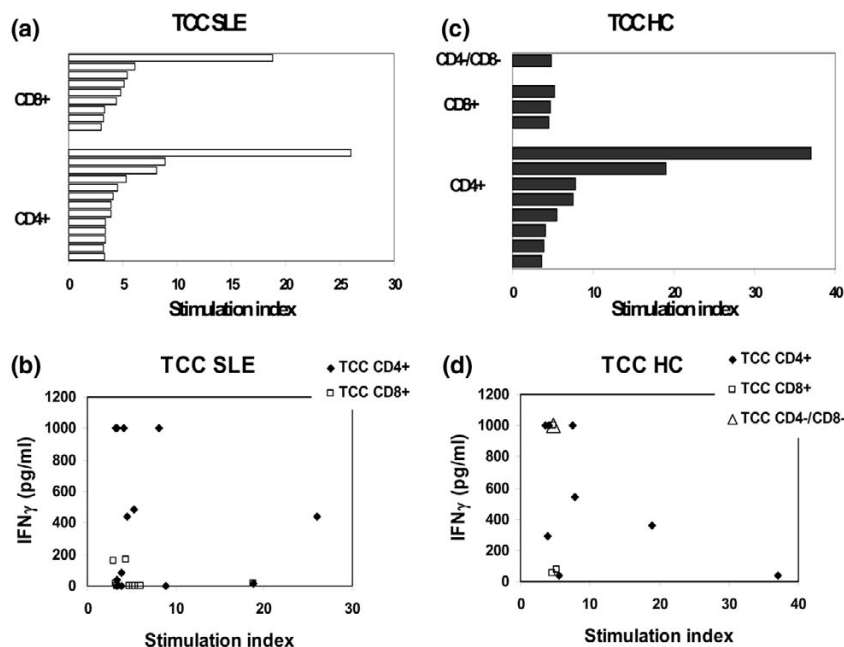 (a)
TCC SLE
CD8+
CD4+
0 5 10 15 20 25 30
Stimulation index
(c)
TCC HC
CD4-/CD8-
CD8+
CD4+
0 10 20 30 40
Stimulation index
(b)
TCC SLE
TCC CD4+
TCC CD8+
1200
1000
800
600
400
200
0
IFNγ (pg/ml)
0 10 20 30
Stimulation index
(d)
TCC HC
TCC CD4+
TCC CD8+
TCC CD4-/CD8-
1200
1000
800
600
400
200
0
IFNγ (pg/ml)
0 10 20 30 40
Stimulation index